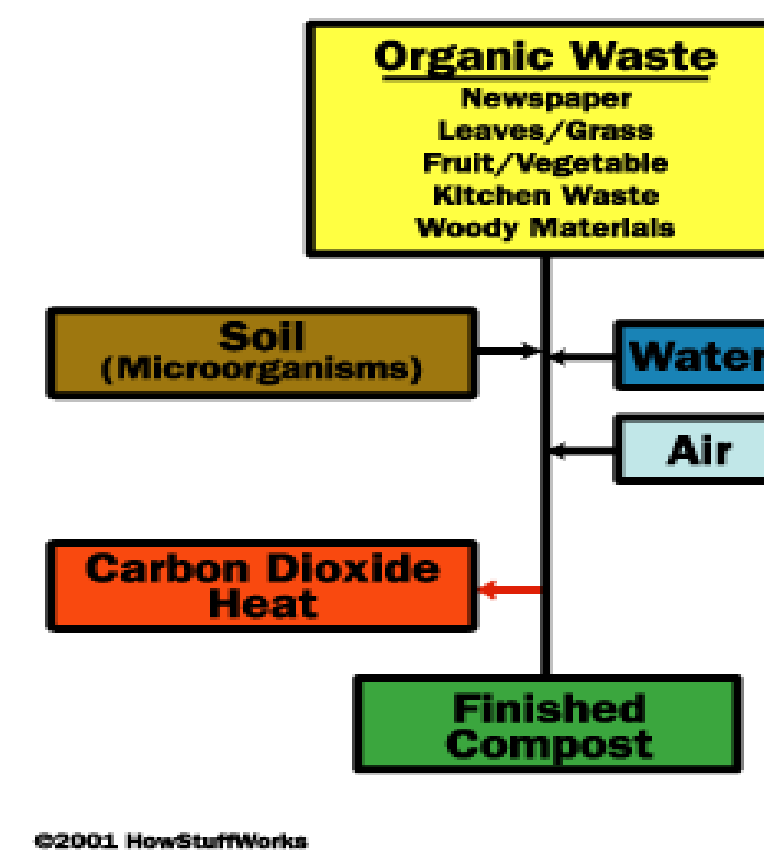 Organic Waste
Newspaper
Leaves/Grass
Fruit/Vegetable
Kitchen Waste
Woody Materials
Soil
(Microorganisms)
Water
Air
Carbon Dioxide
Heat
Finished
Compost
©2001 HowStuffWorks